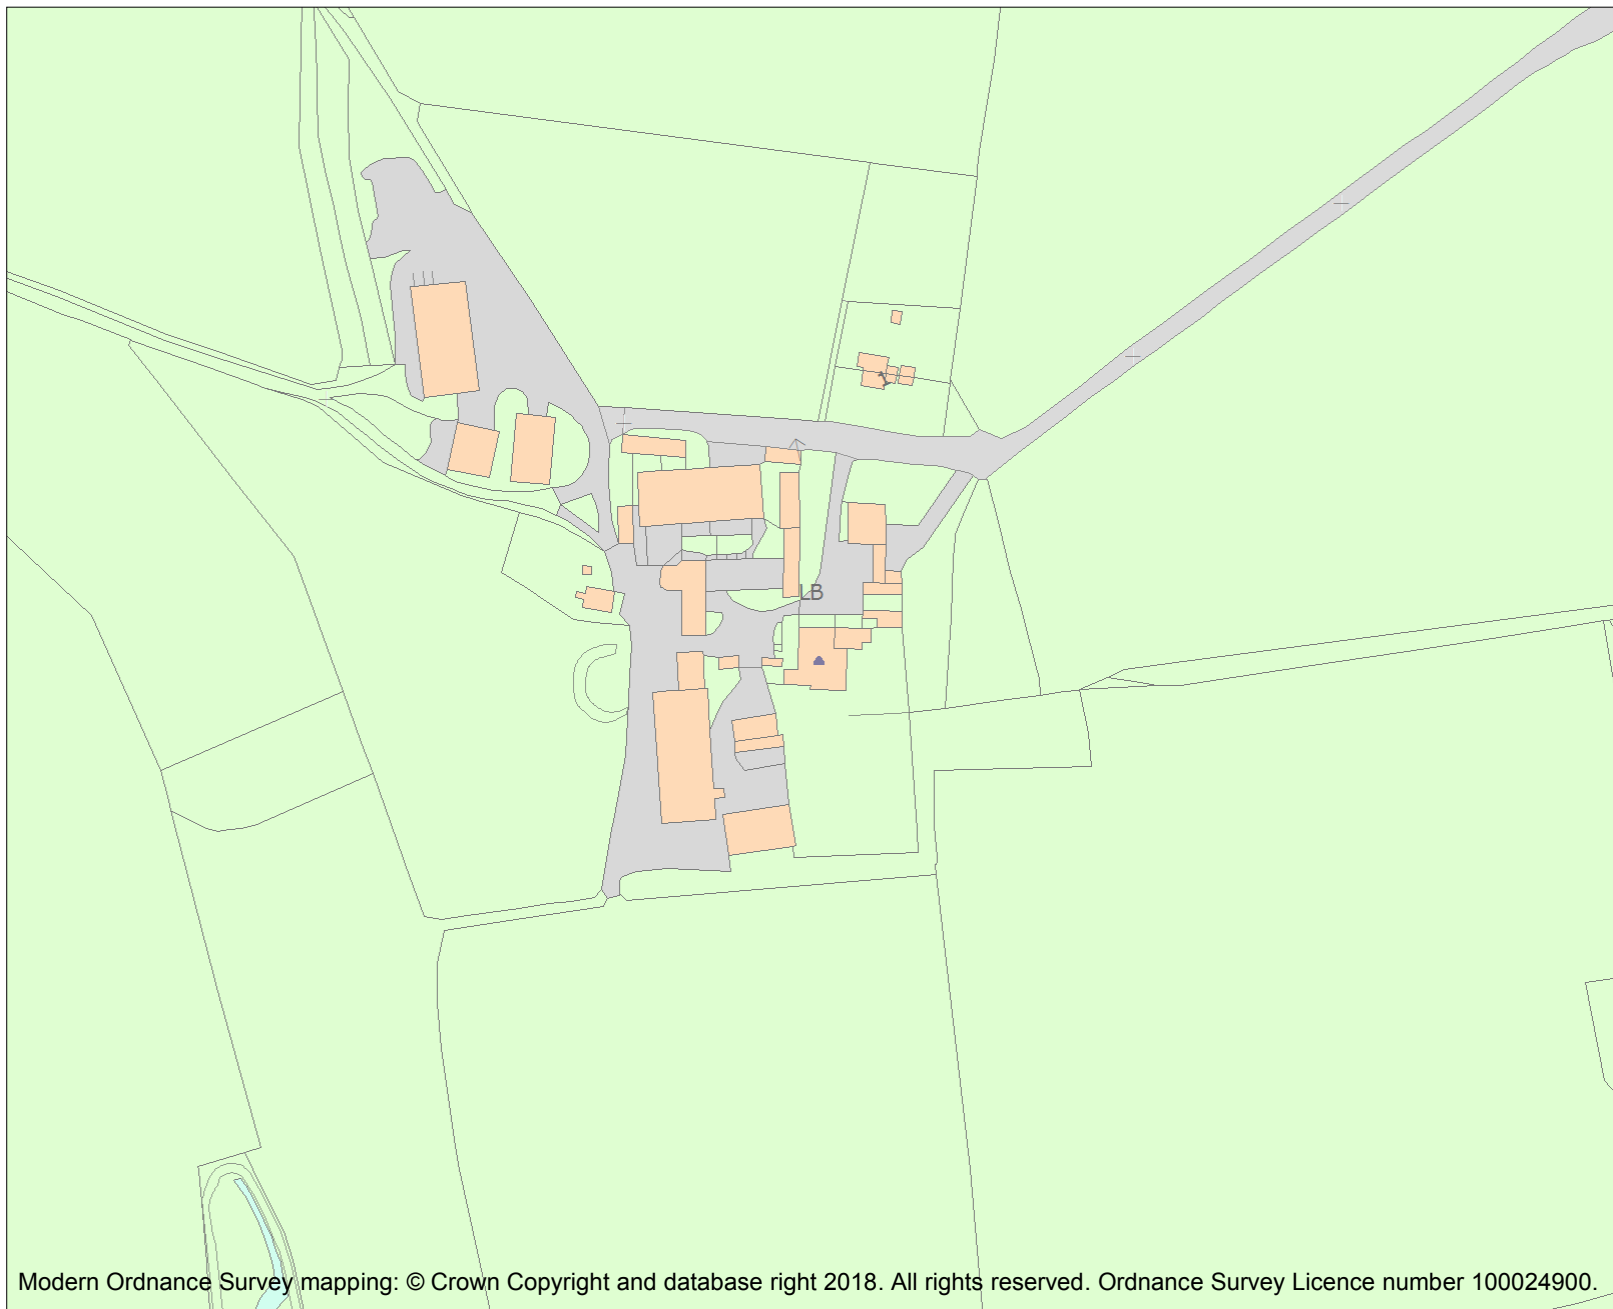 1
LB
Modern Ordnance Survey mapping: © Crown Copyright and database right 2018. All rights reserved. Ordnance Survey Licence number 100024900.